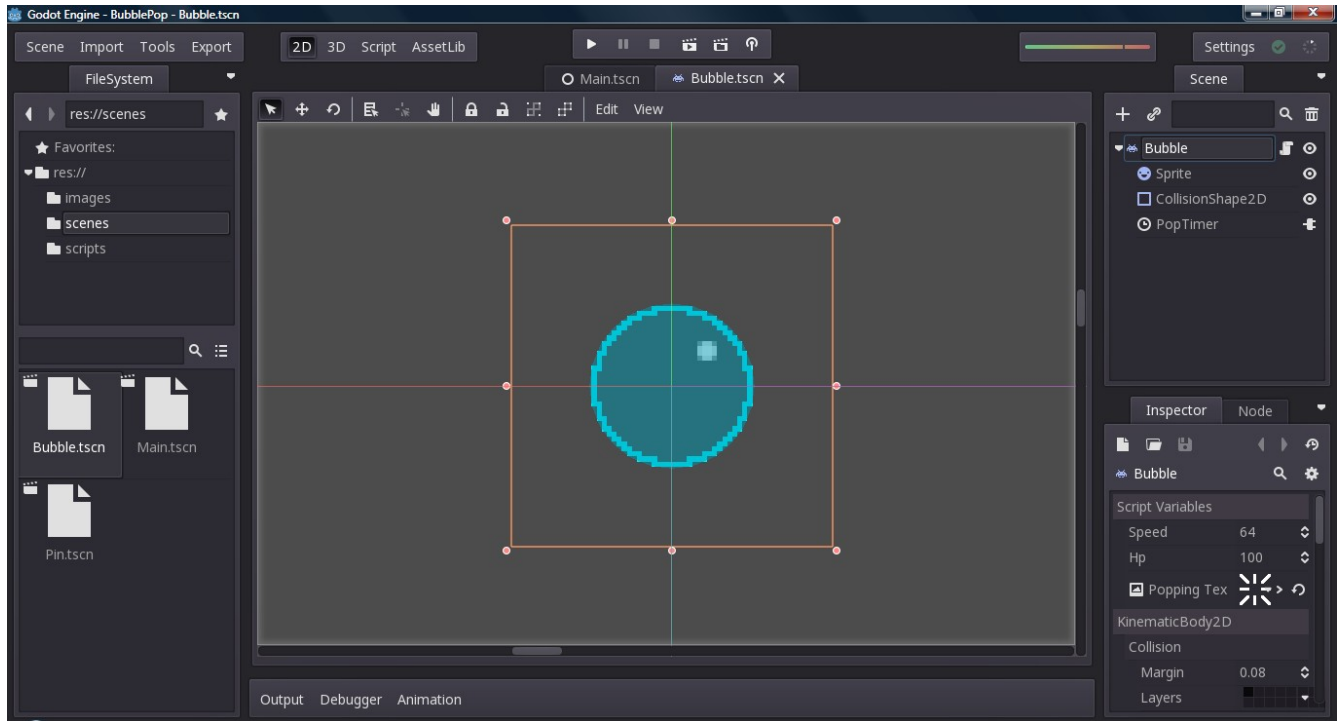 Godot Engine - BubblePop - Bubble.tscn
Scene Import Tools Export
2D 3D Script AssetLib
Settings
FileSystem
Main.tscn
Bubble.tscn
Scene
res://scenes
Edit View
Favorites:
res://
images
scenes
scripts
Bubble
Sprite
CollisionShape2D
PopTimer
Bubble.tscn
Main.tscn
Pin.tscn
Inspector Node
Bubble
Script Variables
Speed 64
Hp 100
Popping Tex
KinematicBody2D
Collision
Margin 0.08
Layers
Output Debugger Animation